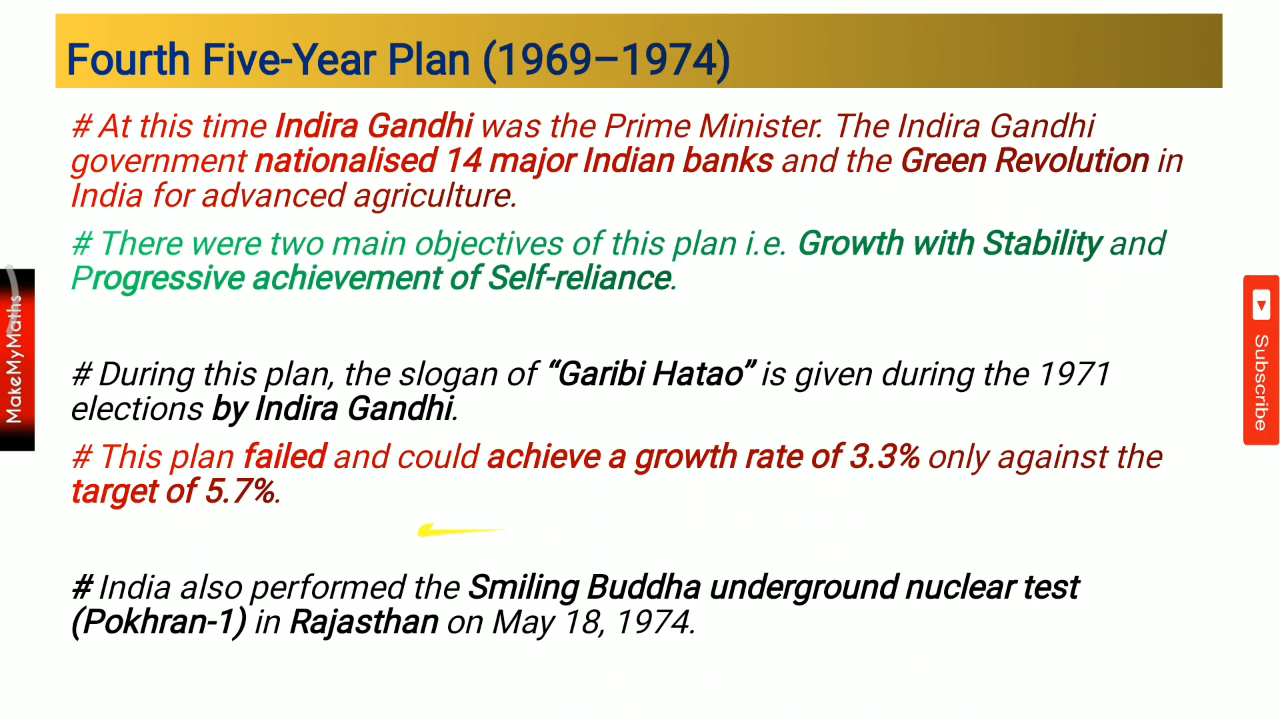 Fourth Five-Year Plan (1969–1974)
# At this time Indira Gandhi was the Prime Minister. The Indira Gandhi
government nationalised 14 major Indian banks and the Green Revolution in
India for advanced agriculture.
# There were two main objectives of this plan i.e. Growth with Stability and
Progressive achievement of Self-reliance.
# During this plan, the slogan of “Garibi Hatao” is given during the 1971
elections by Indira Gandhi.
# This plan failed and could achieve a growth rate of 3.3% only against the
target of 5.7%.
# India also performed the Smiling Buddha underground nuclear test
(Pokhran-1) in Rajasthan on May 18, 1974.
MakeMyMaths
Subscribe